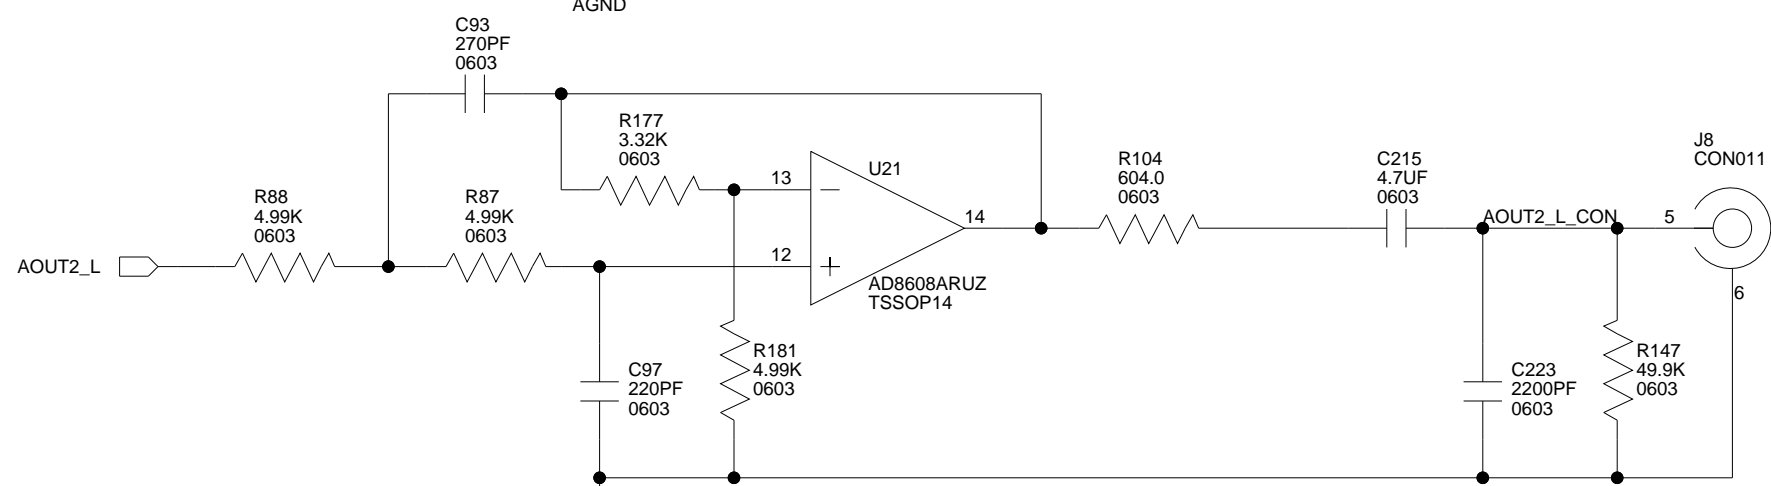 AGND
C93
270PF
0603
R177
3.32K
0603
J8
CON011
R104
604.0
0603
C215
4.7UF
0603
U21
13
R88
4.99K
0603
R87
4.99K
0603
14
AOUT2_L_CON
5
12
AOUT2_L
AD8608ARUZ
TSSOP14
6
R181
4.99K
0603
R147
49.9K
0603
C97
220PF
0603
C223
2200PF
0603